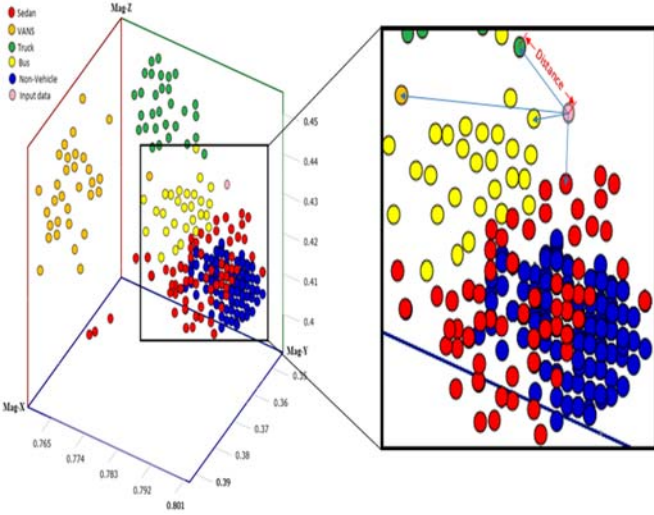 Sedan
VANS
Truck
Bus
Non-Vehicle
Input data
Mag-Z
0.45
0.44
0.43
0.42
0.41
0.4
Mag-Y
0.35
0.36
0.37
0.38
0.39
Mag-X
0.765
0.774
0.783
0.792
0.801
Distance